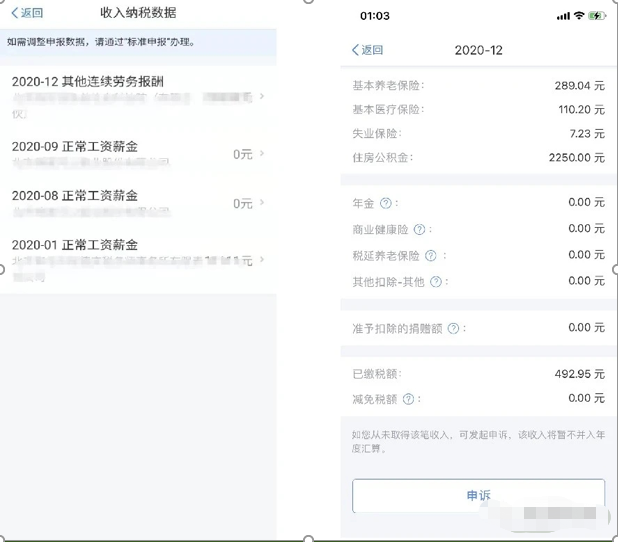 返回
收入纳税数据
如需调整申报数据，请通过“标准申报”办理。
2020-12 其他连续劳务报酬
2020-09 正常工资薪金
0元
2020-08 正常工资薪金
0元
2020-01 正常工资薪金
元
01:03
返回
2020-12
基本养老保险：
289.04 元
基本医疗保险：
110.20 元
失业保险：
7.23 元
住房公积金：
2250.00 元
年金 ?：
0.00 元
商业健康险 ?：
0.00 元
税延养老保险 ?：
0.00 元
其他扣除-其他 ?：
0.00 元
准予扣除的捐赠额 ?：
0.00 元
已缴税额：
492.95 元
减免税额 ?：
0.00 元
如您从未取得该笔收入，可发起申诉，该收入将暂不并入年
度汇算。
申诉